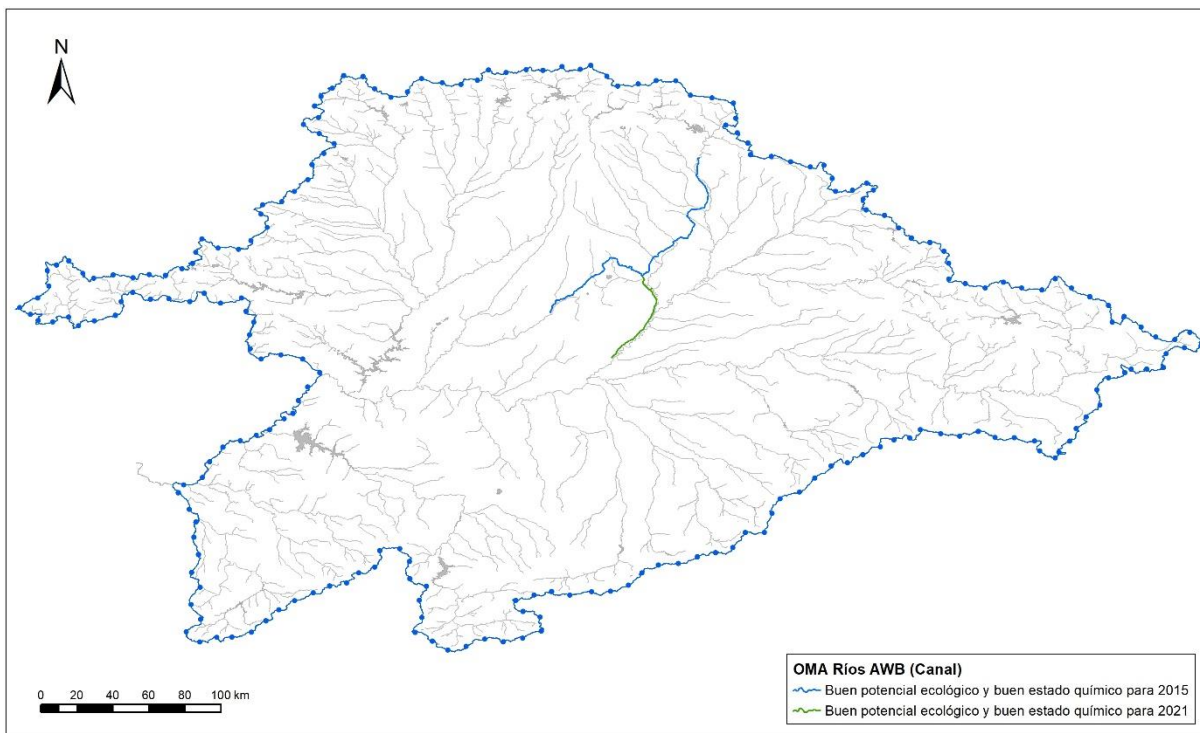 N
0 20 40 60 80 100 km
OMA Ríos AWB (Canal)
Buen potencial ecológico y buen estado químico para 2015
Buen potencial ecológico y buen estado químico para 2021